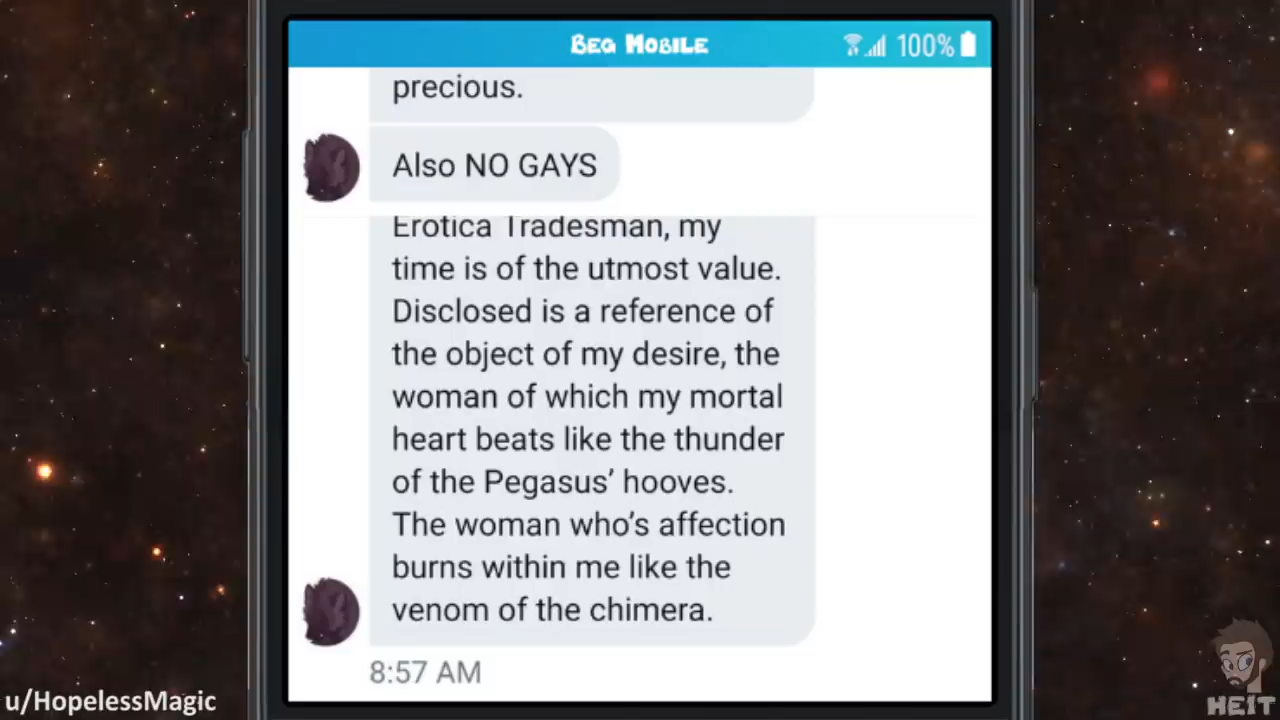 BEG MOBILE
100%
precious.
Also NO GAYS
Erotica Tradesman, my
time is of the utmost value.
Disclosed is a reference of
the object of my desire, the
woman of which my mortal
heart beats like the thunder
of the Pegasus’ hooves.
The woman who’s affection
burns within me like the
venom of the chimera.
8:57 AM
u/HopelessMagic
HEIT